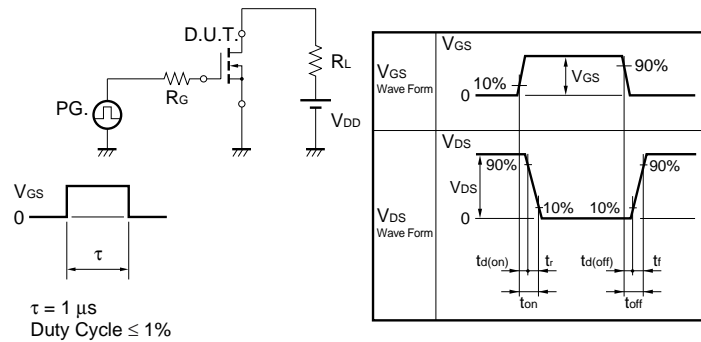 D.U.T.
RG
RL
PG.
VDD
VGS
0
τ
τ = 1 μs
Duty Cycle ≤ 1%
VGS
Wave Form
VGS
10%
90%
VGS
0
VDS
Wave Form
VDS
90%
90%
VDS
10%
10%
0
td(on)
tr
td(off)
tf
ton
toff